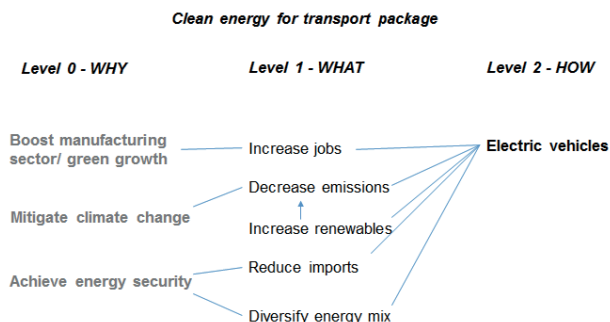 Clean energy for transport package
Level 0 - WHY
Level 1 - WHAT
Level 2 - HOW
Boost manufacturing
sector/ green growth
Increase jobs
Electric vehicles
Decrease emissions
Mitigate climate change
Increase renewables
Reduce imports
Achieve energy security
Diversify energy mix